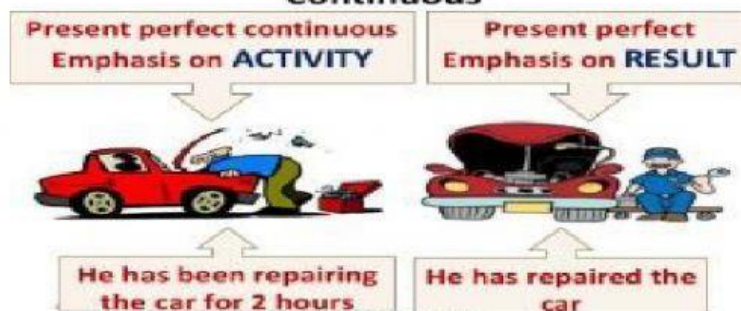 Continuous
Present perfect continuous
Emphasis on ACTIVITY
Present perfect
Emphasis on RESULT
He has been repairing
the car for 2 hours
He has repaired the
car